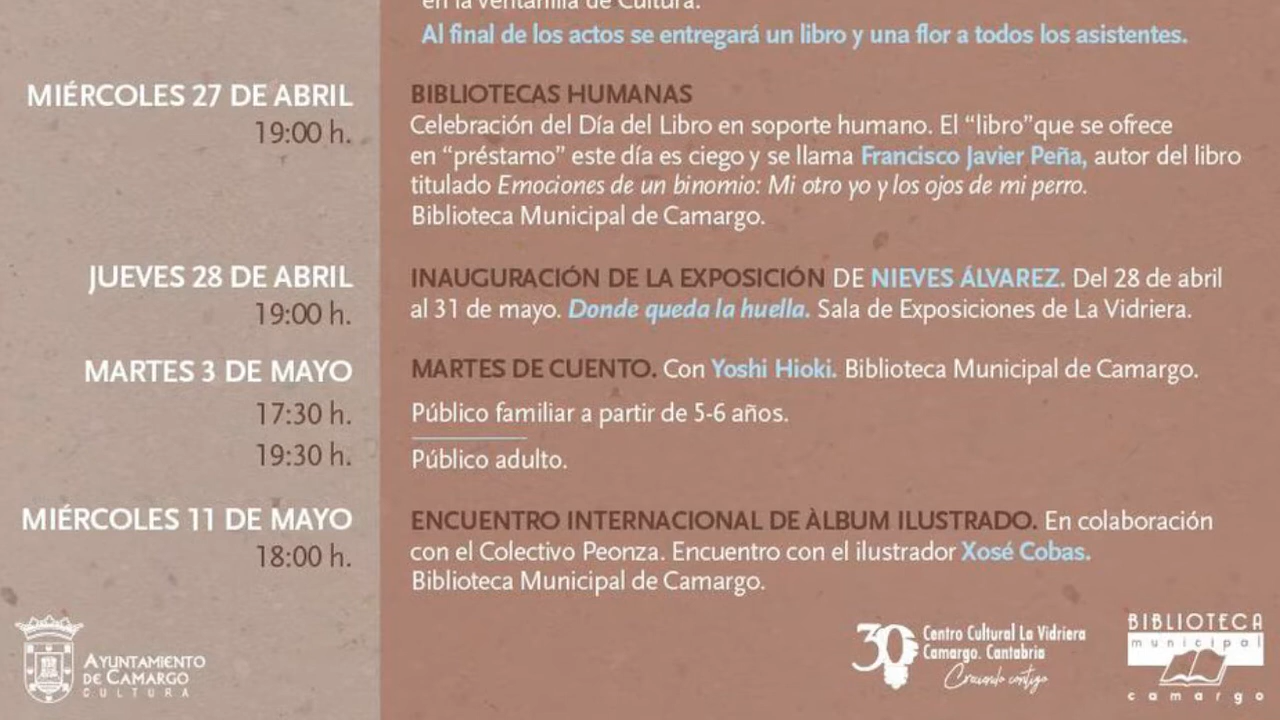 en la ventanilla de Cultura.
Al final de los actos se entregará un libro y una flor a todos los asistentes.
MIÉRCOLES 27 DE ABRIL
19:00 h.
BIBLIOTECAS HUMANAS
Celebración del Día del Libro en soporte humano. El “libro”que se ofrece
en “préstamo” este día es ciego y se llama Francisco Javier Peña, autor del libro
titulado Emociones de un binomio: Mi otro yo y los ojos de mi perro.
Biblioteca Municipal de Camargo.
JUEVES 28 DE ABRIL
19:00 h.
INAUGURACIÓN DE LA EXPOSICIÓN DE NIEVES ÁLVAREZ. Del 28 de abril
al 31 de mayo. Donde queda la huella. Sala de Exposiciones de La Vidriera.
MARTES 3 DE MAYO
MARTES DE CUENTO. Con Yoshi Hioki. Biblioteca Municipal de Camargo.
17:30 h.
Público familiar a partir de 5-6 años.
19:30 h.
Público adulto.
MIÉRCOLES 11 DE MAYO
18:00 h.
ENCUENTRO INTERNACIONAL DE ÀLBUM ILUSTRADO. En colaboración
con el Colectivo Peonza. Encuentro con el ilustrador Xosé Cobas.
Biblioteca Municipal de Camargo.
AYUNTAMIENTO
DE CAMARGO
CULTURA
30
Centro Cultural La Vidriera
Camargo. Cantabria
Creciendo contigo
BIBLIOTECA
municipal
camargo